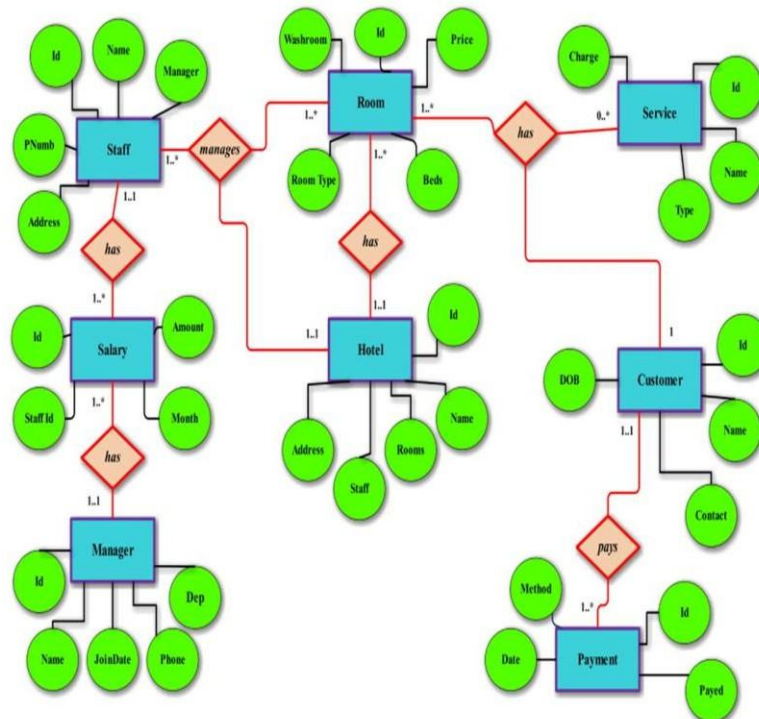 Id
Name
Manager
PNumb
Address
Staff
1..*
1..1
manages
Washroom
Id
Price
Room
1..*
1..*
1..*
Room Type
Beds
has
Charge
Id
Service
0..*
Name
Type
has
1..*
Id
Amount
Salary
Staff Id
Month
1..*
has
1..1
has
1..1
1..1
Hotel
Id
Address
Staff
Rooms
Name
1
DOB
Customer
Id
Name
1..1
Contact
Manager
Id
Name
JoinDate
Phone
Dep
pays
1..*
Method
Id
Date
Payment
Payed